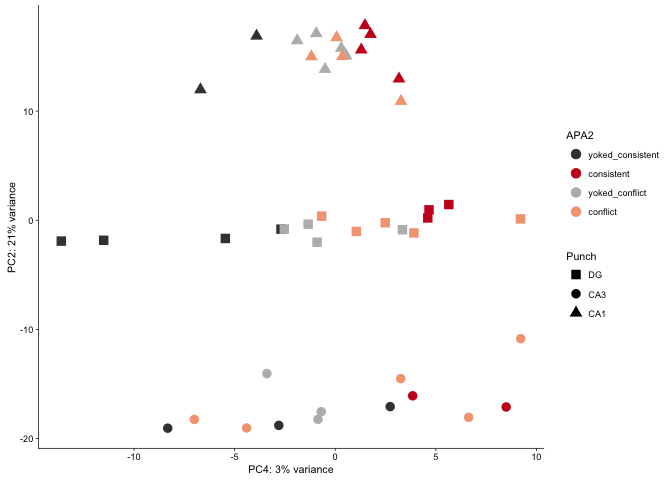 10
0
-10
-20
PC2: 21% variance
-10
-5
0
5
10
PC4: 3% variance
APA2
yoked_consistent
consistent
yoked_conflict
conflict
Punch
DG
CA3
CA1